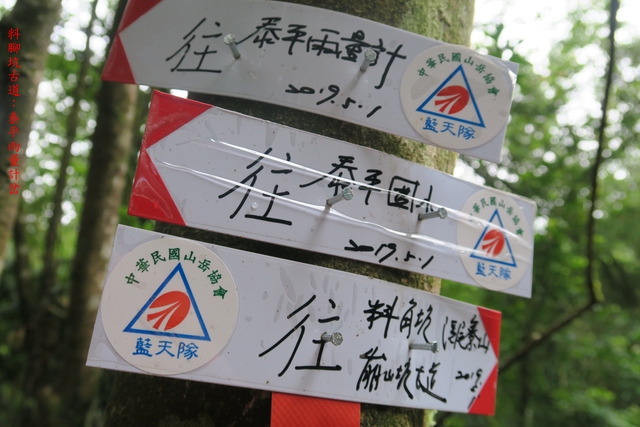 往 泰平雨量計
2019.5.1
中華民國山岳協會
藍天隊
往 泰平國小
2019.5.1
中華民國山岳協會
藍天隊
中華民國山岳協會
藍天隊
往 料角坑
崩山坑古道
2019